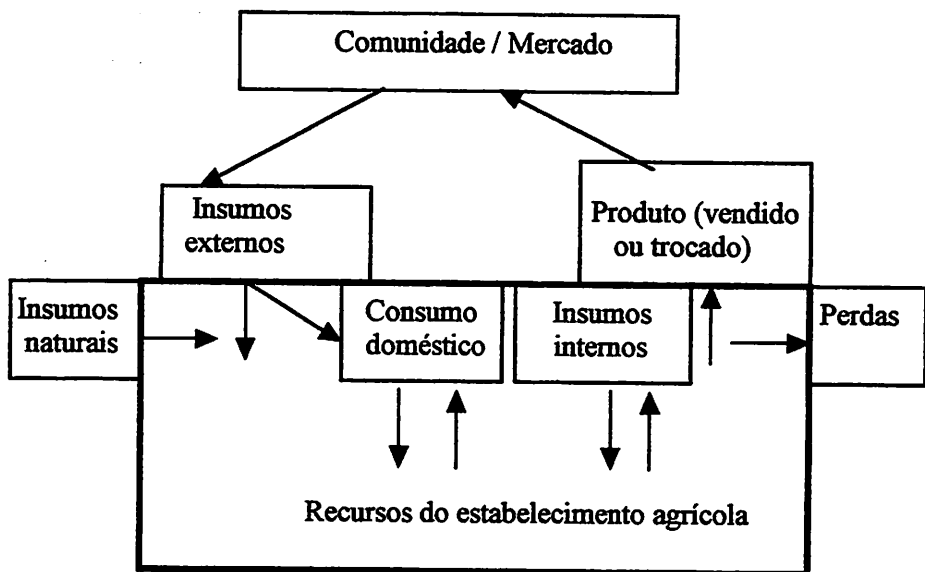 Comunidade / Mercado
Insumos
externos
Produto (vendido
ou trocado)
Insumos
naturais
Consumo
doméstico
Insumos
internos
Perdas
Recursos do estabelecimento agrícola